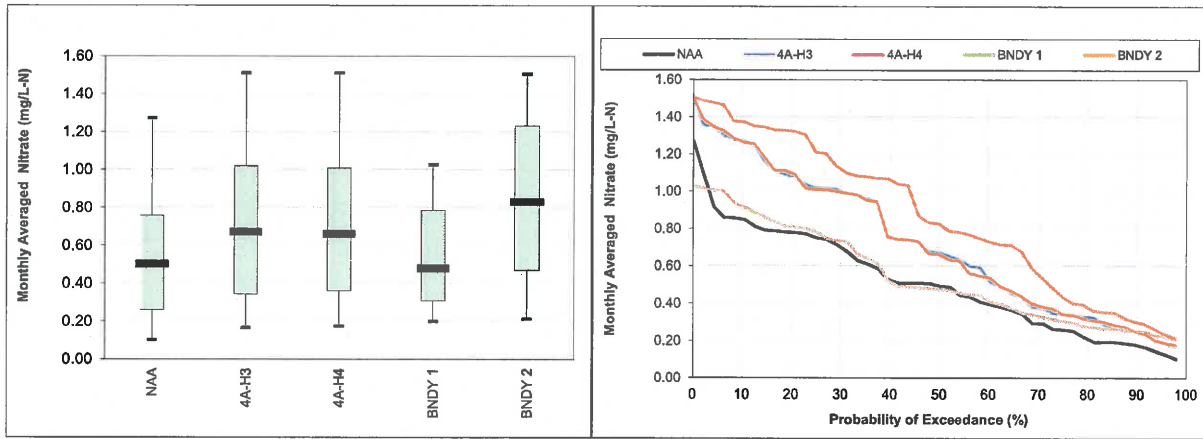 1.60
1.40
1.20
1.00
0.80
0.60
0.40
0.20
0.00
Monthly Averaged Nitrate (mg/L-N)
NAA
4A-H3
4A-H4
BNDY 1
BNDY 2
NAA 4A-H3 4A-H4 BNDY 1 BNDY 2
1.60
1.40
1.20
1.00
0.80
0.60
0.40
0.20
0.00
Monthly Averaged Nitrate (mg/L-N)
0 10 20 30 40 50 60 70 80 90 100
Probability of Exceedance (%)